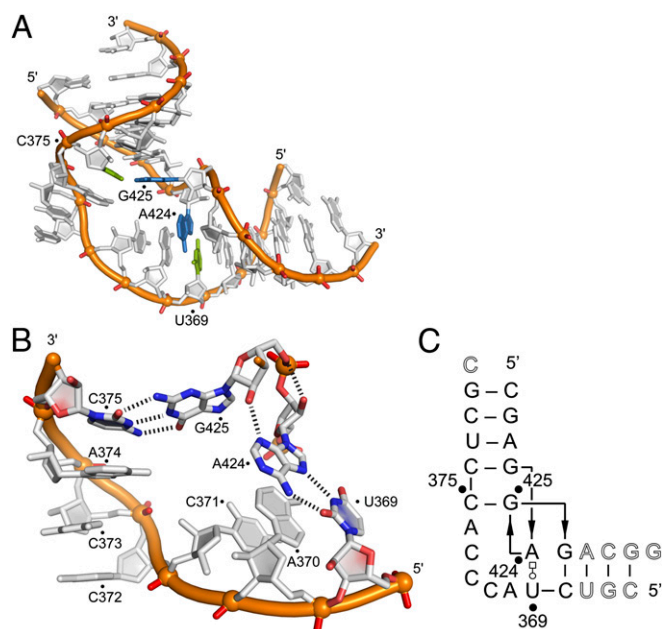 A
3'
5'
C375
5'
G425
A424
3'
U369
B
3'
C375
G425
A374
A424
U369
C371
C373
A370
C372
5'
C
C 5'
G – C
C – G
U – A
C – G
375 C – G 425
C
A A G A C G G
C 424
C
C A U C U G C 5'
369